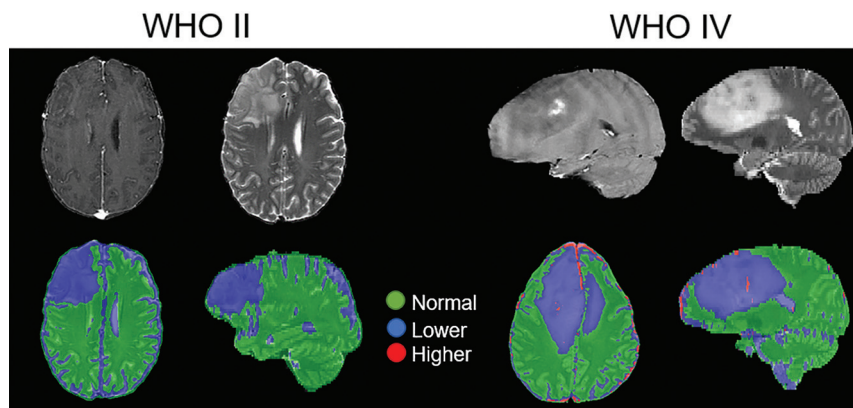 WHO II
WHO IV
Normal
Lower
Higher